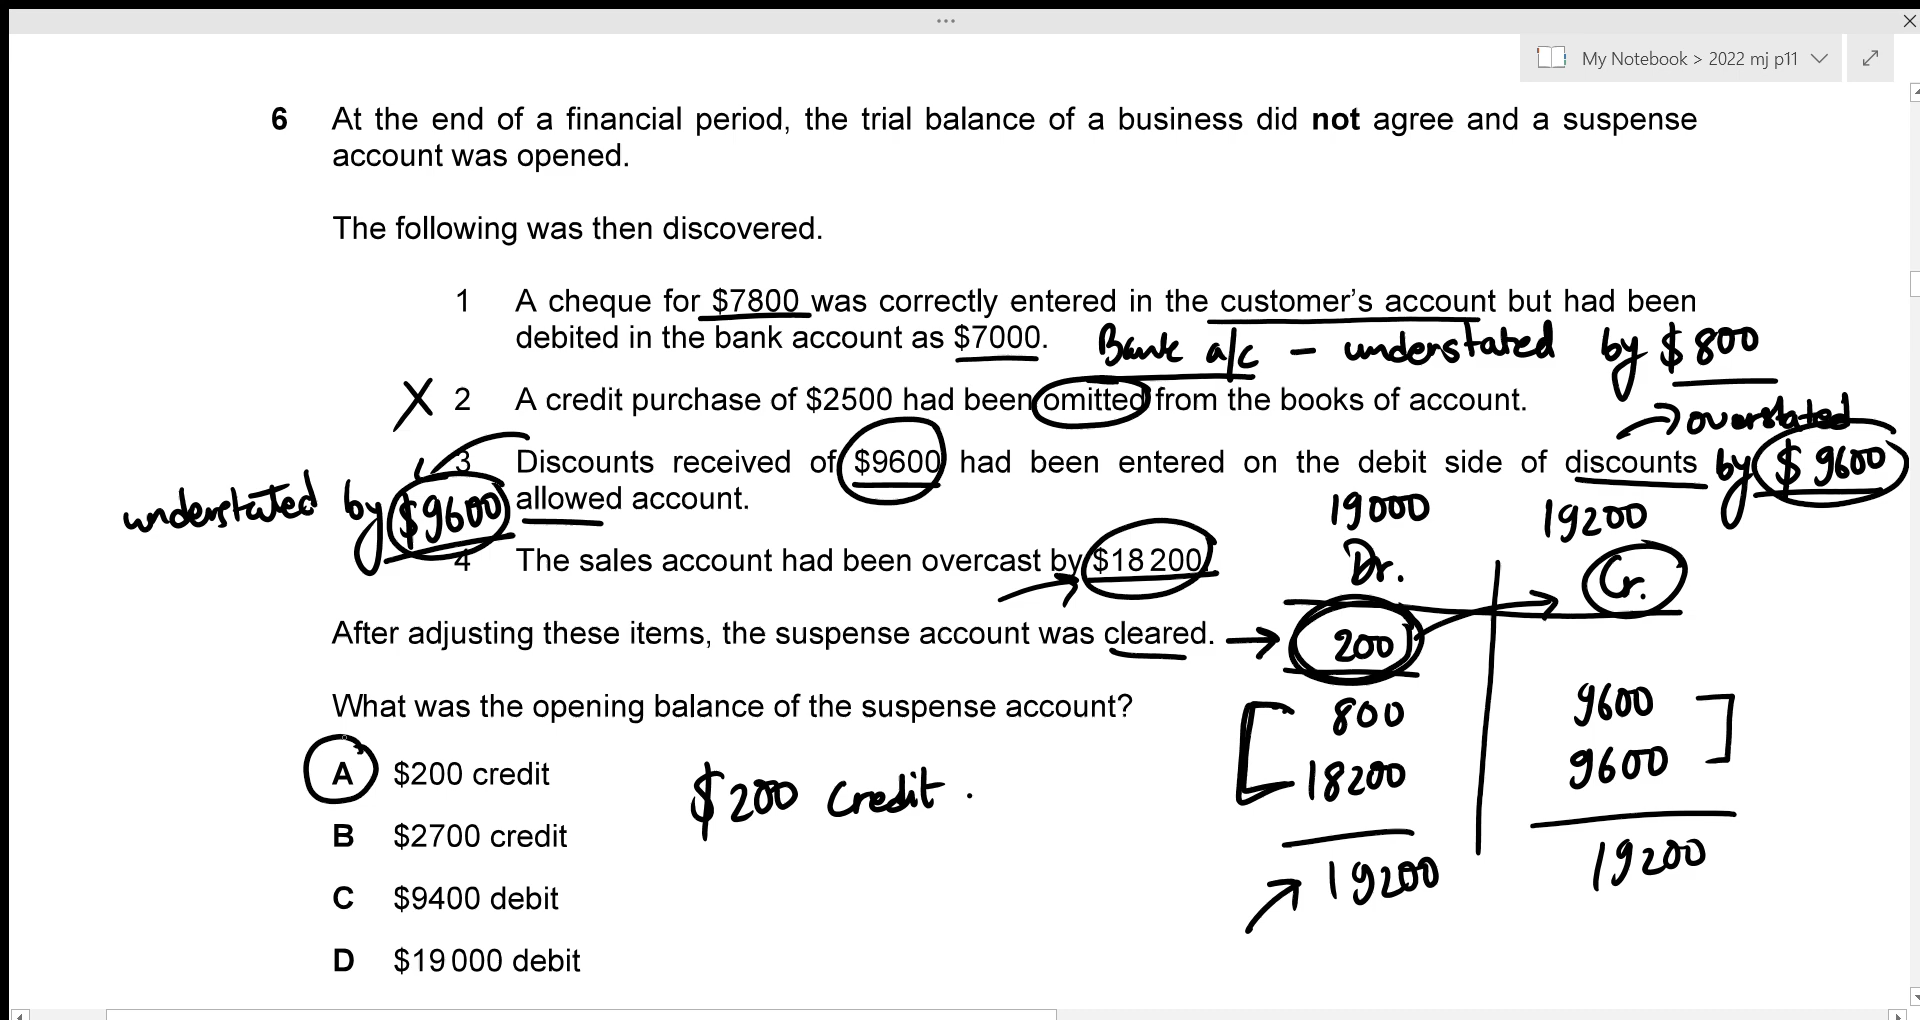 My Notebook > 2022 mj p11
6 At the end of a financial period, the trial balance of a business did not agree and a suspense
account was opened.
The following was then discovered.
1 A cheque for $7800 was correctly entered in the customer's account but had been
debited in the bank account as $7000.
Bank a/c - understated by $800
X 2 A credit purchase of $2500 had been omitted from the books of account.
→ overstated
3 Discounts received of $9600 had been entered on the debit side of discounts
by $9600
allowed account.
understated by $9600
19000 19200
4 The sales account had been overcast by $18 200.
Dr. Cr.
After adjusting these items, the suspense account was cleared.
→ 200
What was the opening balance of the suspense account?
800 9600
18200 9600
19200 19200
A $200 credit
$200 credit.
B $2700 credit
C $9400 debit
D $19 000 debit